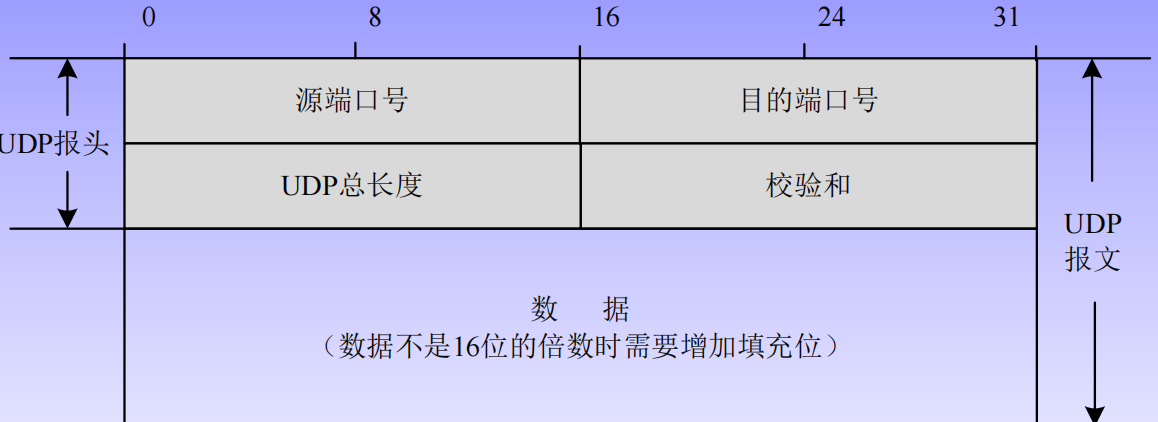 0 8 16 24 31
源端口号 目的端口号
UDP报头
UDP总长度 校验和
UDP
报文
数 据
（数据不是16位的倍数时需要增加填充位）